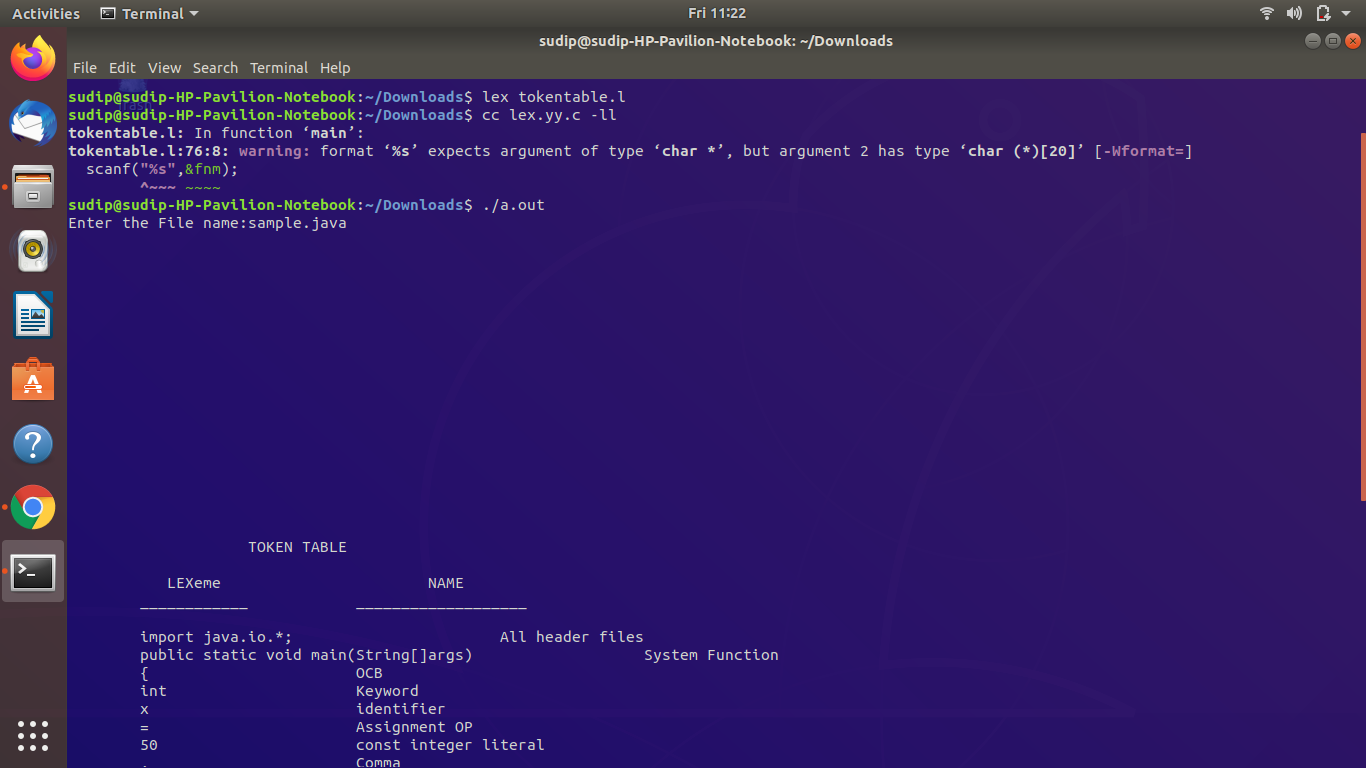 Activities Terminal Fri 11:22
sudip@sudip-HP-Pavilion-Notebook: ~/Downloads
File Edit View Search Terminal Help
sudip@sudip-HP-Pavilion-Notebook:~/Downloads$ lex tokentable.l
sudip@sudip-HP-Pavilion-Notebook:~/Downloads$ cc lex.yy.c -ll
tokentable.l: In function ‘main’:
tokentable.l:76:8: warning: format ‘%s’ expects argument of type ‘char *’, but argument 2 has type ‘char (*)[20]’ [-Wformat=]
scanf("%s",&fnm);
^~~~ ~~~~
sudip@sudip-HP-Pavilion-Notebook:~/Downloads$ ./a.out
Enter the File name:sample.java
TOKEN TABLE
LEXeme NAME
____________ ___________________
import java.io.*; All header files
public static void main(String[]args) System Function
{ OCB
int Keyword
x identifier
= Assignment OP
50 const integer literal
, Comma